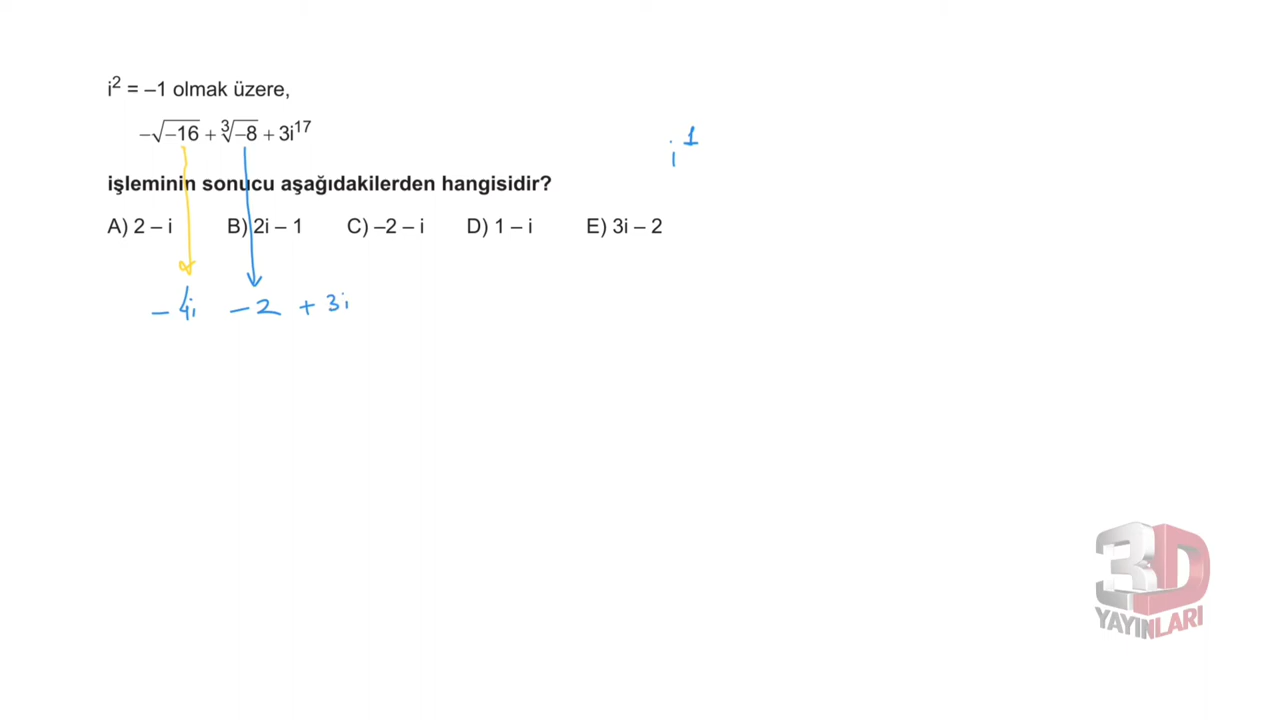 i² = –1 olmak üzere,
–√–16 + ∛–8 + 3i¹⁷
i¹
işleminin sonucu aşağıdakilerden hangisidir?
A) 2 – i B) 2i – 1 C) –2 – i D) 1 – i E) 3i – 2
– 4i – 2 + 3i
3D
YAYINLARI